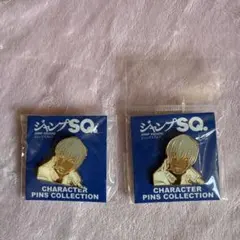 ジャンプSQ.
CHARACTER
PINS COLLECTION
ジャンプSQ.
CHARACTER
PINS COLLECTION